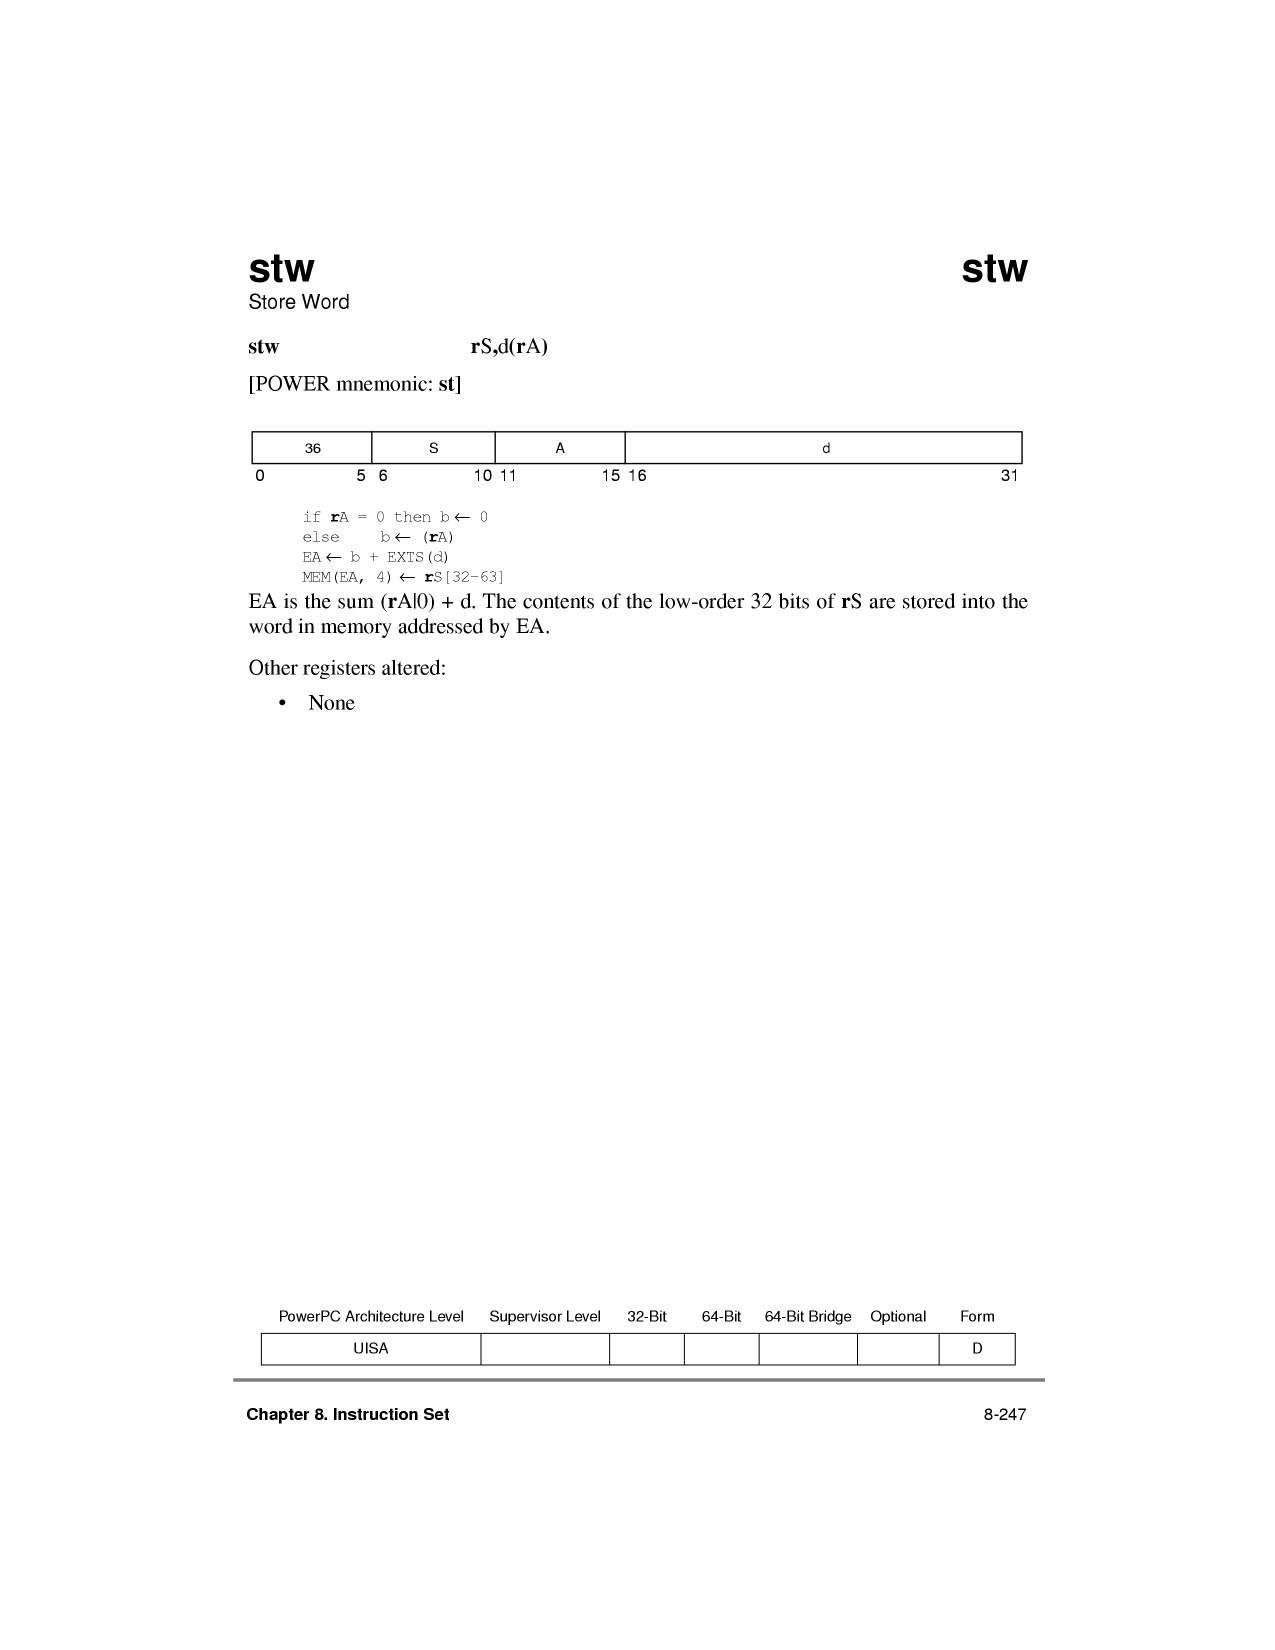 stw stw
Store Word
stw rS,d(rA)
[POWER mnemonic: st]
36 S A d
0 5 6 10 11 15 16 31
if rA = 0 then b ← 0
else b ← (rA)
EA ← b + EXTS(d)
MEM(EA, 4) ← rS[32–63]
EA is the sum (rA|0) + d. The contents of the low-order 32 bits of rS are stored into the
word in memory addressed by EA.
Other registers altered:
• None
PowerPC Architecture Level Supervisor Level 32-Bit 64-Bit 64-Bit Bridge Optional Form
UISA D
Chapter 8. Instruction Set 8-247